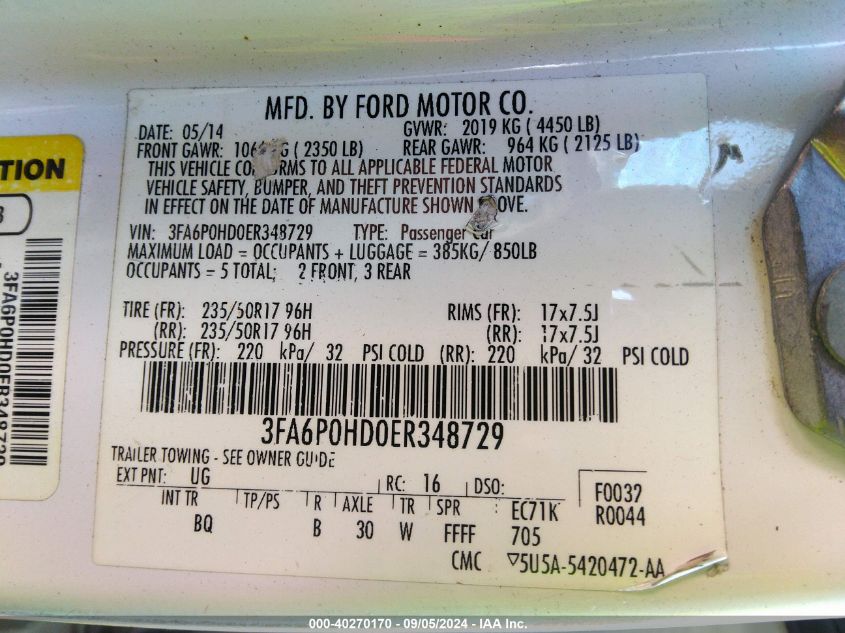 MFD. BY FORD MOTOR CO.
DATE: 05/14 GVWR: 2019 KG ( 4450 LB)
FRONT GAWR: KG ( 2350 LB) REAR GAWR: 964 KG ( 2125 LB)
THIS VEHICLE CONFORMS TO ALL APPLICABLE FEDERAL MOTOR
VEHICLE SAFETY, BUMPER, AND THEFT PREVENTION STANDARDS
IN EFFECT ON THE DATE OF MANUFACTURE SHOWN ABOVE.
VIN: 3FA6P0HD0ER348729 TYPE: Passenger Car
MAXIMUM LOAD = OCCUPANTS + LUGGAGE = 385KG/ 850LB
OCCUPANTS = 5 TOTAL; 2 FRONT, 3 REAR
TIRE (FR): 235/50R17 96H RIMS (FR): 17x7.5J
(RR): 235/50R17 96H (RR): 17x7.5J
PRESSURE (FR): 220 kPa/ 32 PSI COLD (RR): 220 kPa/ 32 PSI COLD
3FA6P0HD0ER348729
TRAILER TOWING - SEE OWNER GUIDE
EXT PNT: UG RC: 16 DSO: F0037
INT TR TP/PS R AXLE TR SPR EC71K R0044
BQ B 30 W FFFF 705
CMC 5U5A-5420472-AA
3FA6P0HD0ER348729
000-40270170 - 09/05/2024 - IAA Inc.